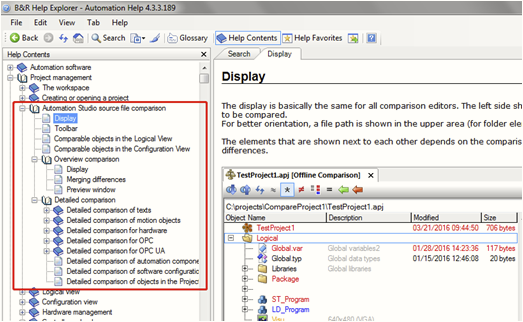 B&R Help Explorer - Automation Help 4.3.3.189
File Edit View Tab Help
Back Search Glossary Help Contents Help Favorites
Help Contents
Automation software
Project management
The workspace
Creating or opening a project
Automation Studio source file comparison
Display
Toolbar
Comparable objects in the Logical View
Comparable objects in the Configuration View
Overview comparison
Display
Merging differences
Preview window
Detailed comparison
Detailed comparison of texts
Detailed comparison of motion objects
Detailed comparison for hardware
Detailed comparison for OPC
Detailed comparison for OPC UA
Detailed comparison of automation compone
Detailed comparison of software configuratio
Detailed comparison of objects in the Projec
Logical view
Configuration view
Hardware management
Search Display
Display
The display is basically the same for all comparison editors. The left side sh
to be compared.
For better orientation, a file path is shown in the upper area (for folder ele
The elements that are shown next to each other depends on the comparis
differences.
TestProject1.apj [Offline Comparison]
C:\projects\CompareProject1\TestProject1.apj
Object Name Description Modified Size
TestProject1 03/21/2016 09:44:50 706 bytes
Logical
Global.var Global variables2 01/28/2016 14:23:36 117 bytes
Global.typ Global data types 01/15/2016 12:46:08 20 bytes
Libraries Global libraries
Package
ST_Program
LD_Program
Visu 640x480 (VGA)